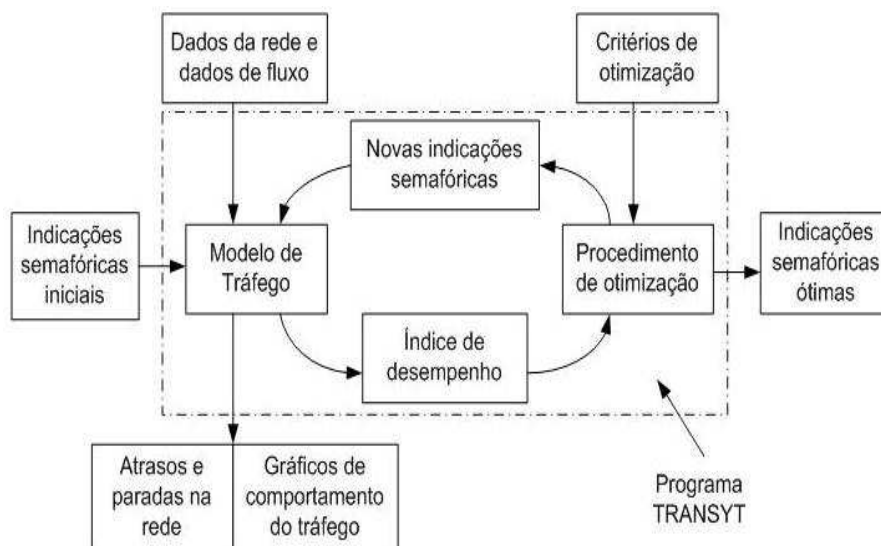 Dados da rede e
dados de fluxo
Critérios de
otimização
Novas indicações
semafóricas
Indicações
semafóricas
iniciais
Modelo de
Tráfego
Procedimento
de otimização
Indicações
semafóricas
ótimas
Índice de
desempenho
Atrasos e
paradas na
rede
Gráficos de
comportamento
do tráfego
Programa
TRANSYT